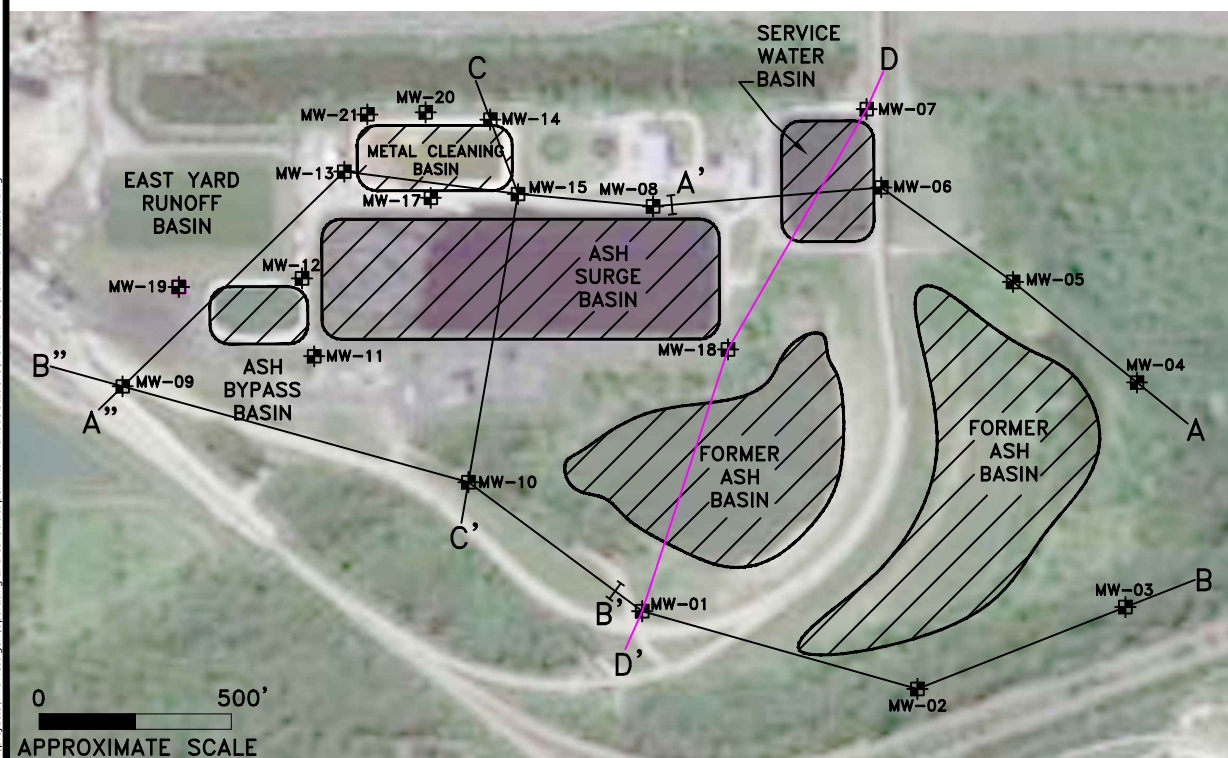 SERVICE
WATER
BASIN
D
C
MW-07
MW-20
MW-21
MW-14
METAL CLEANING
BASIN
MW-13
EAST YARD
RUNOFF
BASIN
MW-17
MW-15
MW-08
A'
MW-06
MW-12
MW-19
ASH
SURGE
BASIN
MW-05
MW-18
MW-11
B"
MW-09
A"
ASH
BYPASS
BASIN
MW-04
A
FORMER
ASH
BASIN
FORMER
ASH
BASIN
MW-10
C'
B'
MW-01
D'
MW-03
B
MW-02
0 500'
APPROXIMATE SCALE